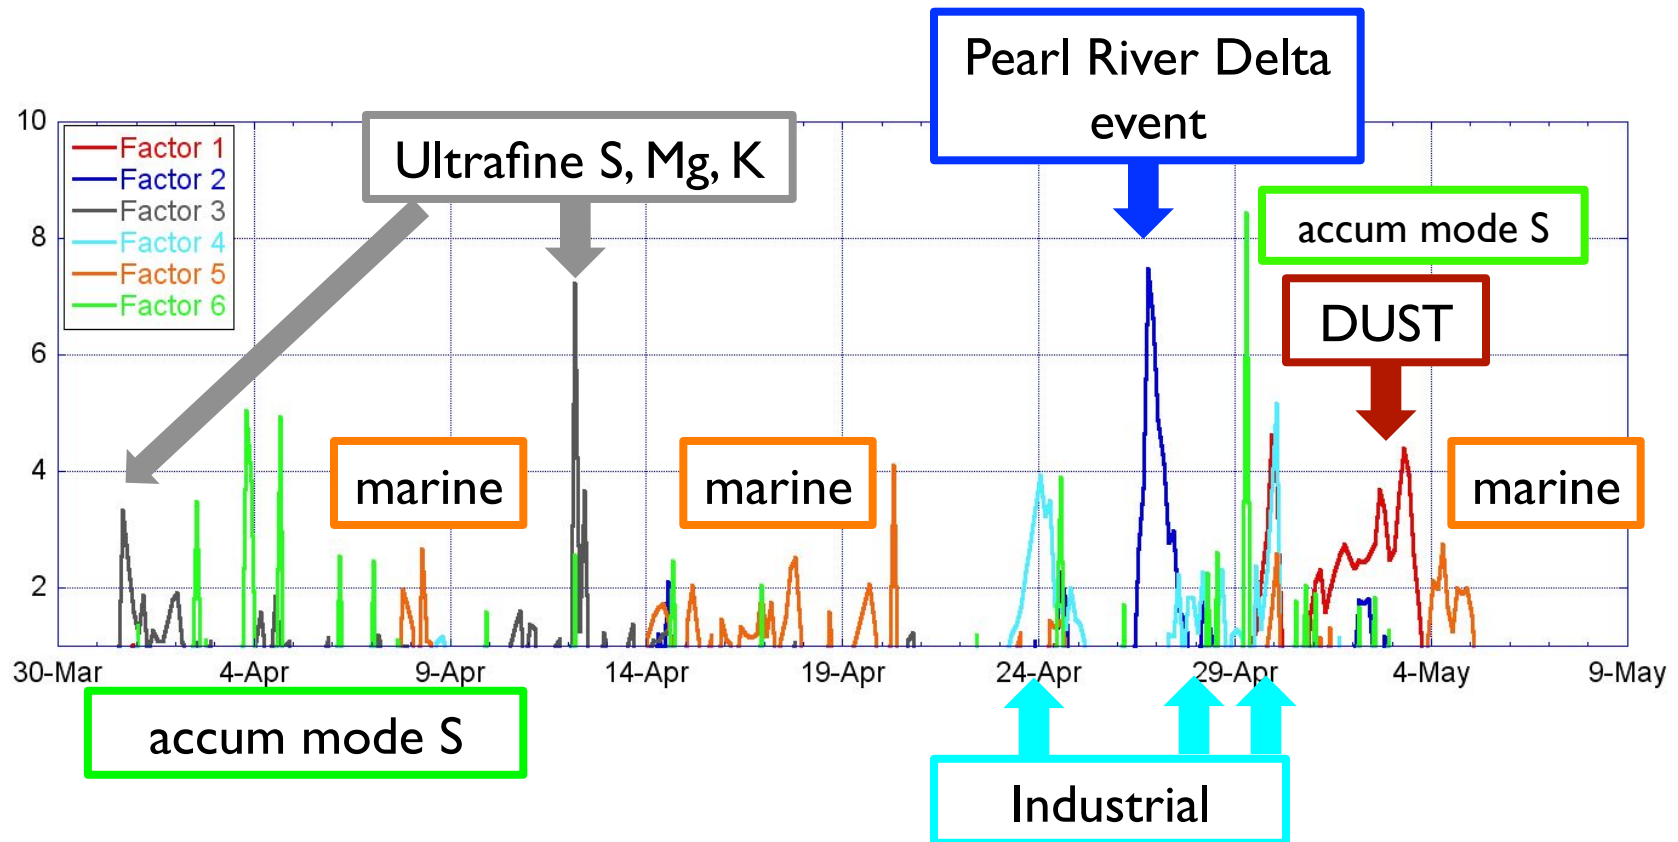 Pearl River Delta
event
Ultrafine S, Mg, K
accum mode S
DUST
10
8
6
4
2
Factor 1
Factor 2
Factor 3
Factor 4
Factor 5
Factor 6
marine
marine
marine
30-Mar
4-Apr
9-Apr
14-Apr
19-Apr
24-Apr
29-Apr
4-May
9-May
accum mode S
Industrial